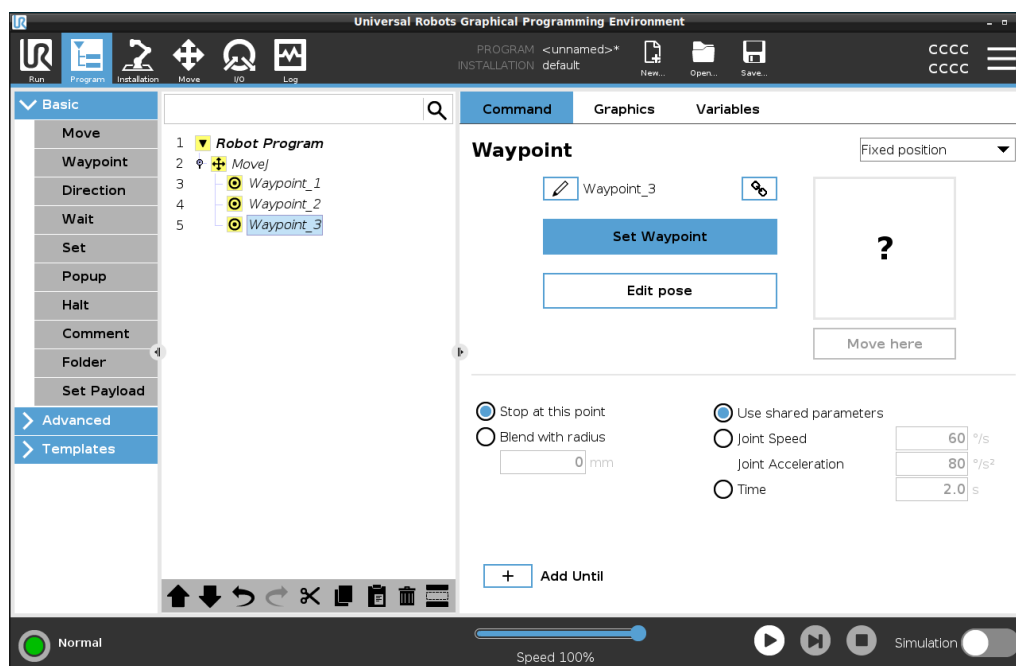 Universal Robots Graphical Programming Environment
UR
Run
Program
Installation
Move
I/O
Log
PROGRAM <unnamed>*
INSTALLATION default
New...
Open...
Save...
CCCC
CCCC
Basic
Move
Waypoint
Direction
Wait
Set
Popup
Halt
Comment
Folder
Set Payload
Advanced
Templates
1 Robot Program
2 MoveJ
3 Waypoint_1
4 Waypoint_2
5 Waypoint_3
Command Graphics Variables
Waypoint
Fixed position
Waypoint_3
Set Waypoint
Edit pose
?
Move here
Stop at this point
Blend with radius
0 mm
Use shared parameters
Joint Speed 60 °/s
Joint Acceleration 80 °/s²
Time 2.0 s
+ Add Until
Normal
Speed 100%
Simulation